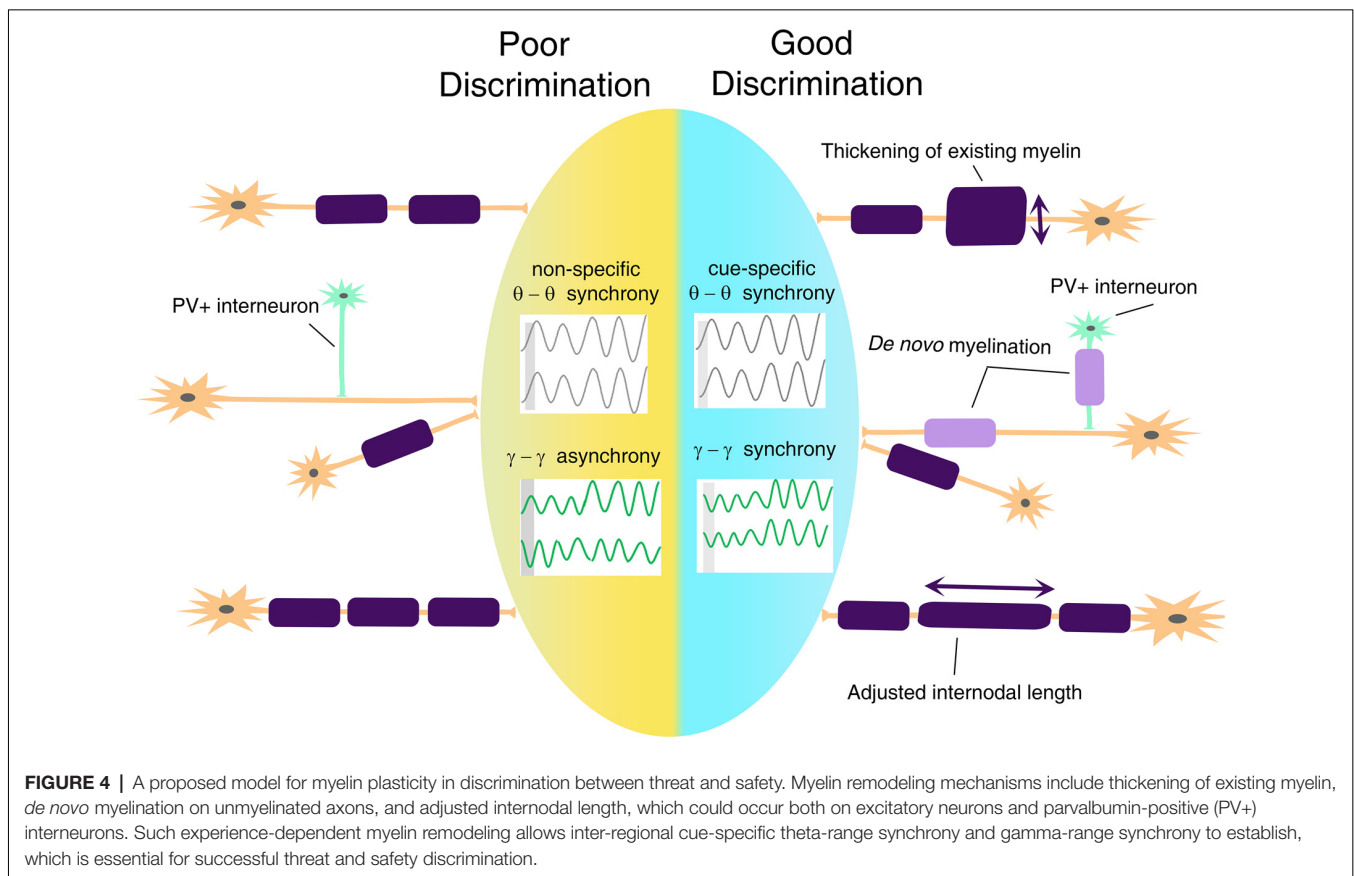 Poor
Discrimination
Good
Discrimination
Thickening of existing myelin
non-specific
θ – θ synchrony
cue-specific
θ – θ synchrony
PV+ interneuron
PV+ interneuron
De novo myelination
γ – γ asynchrony
γ – γ synchrony
Adjusted internodal length
FIGURE 4 | A proposed model for myelin plasticity in discrimination between threat and safety. Myelin remodeling mechanisms include thickening of existing myelin,
de novo myelination on unmyelinated axons, and adjusted internodal length, which could occur both on excitatory neurons and parvalbumin-positive (PV+)
interneurons. Such experience-dependent myelin remodeling allows inter-regional cue-specific theta-range synchrony and gamma-range synchrony to establish,
which is essential for successful threat and safety discrimination.